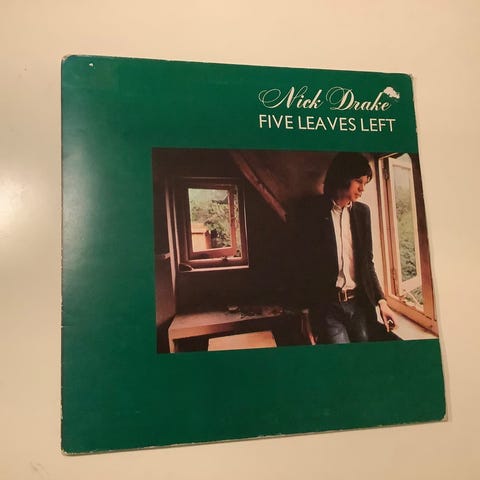 Nick Drake
FIVE LEAVES LEFT